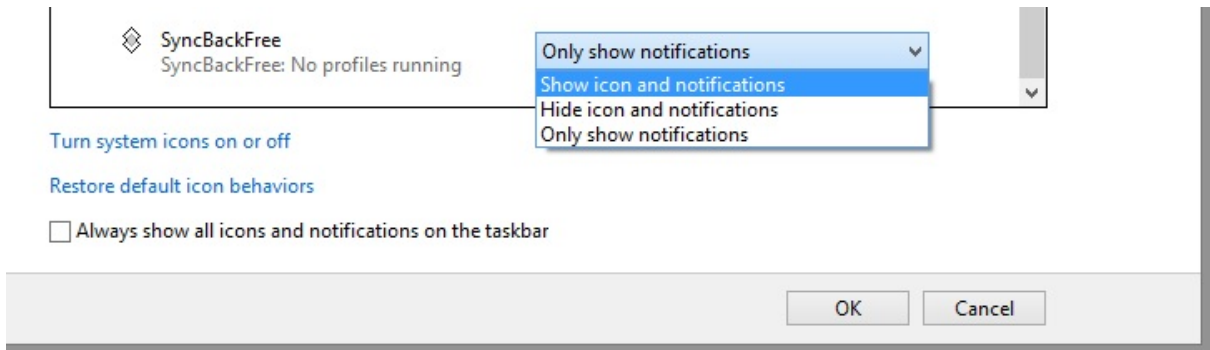 SyncBackFree
SyncBackFree: No profiles running
Only show notifications
Show icon and notifications
Hide icon and notifications
Only show notifications
Turn system icons on or off
Restore default icon behaviors
Always show all icons and notifications on the taskbar
OK
Cancel